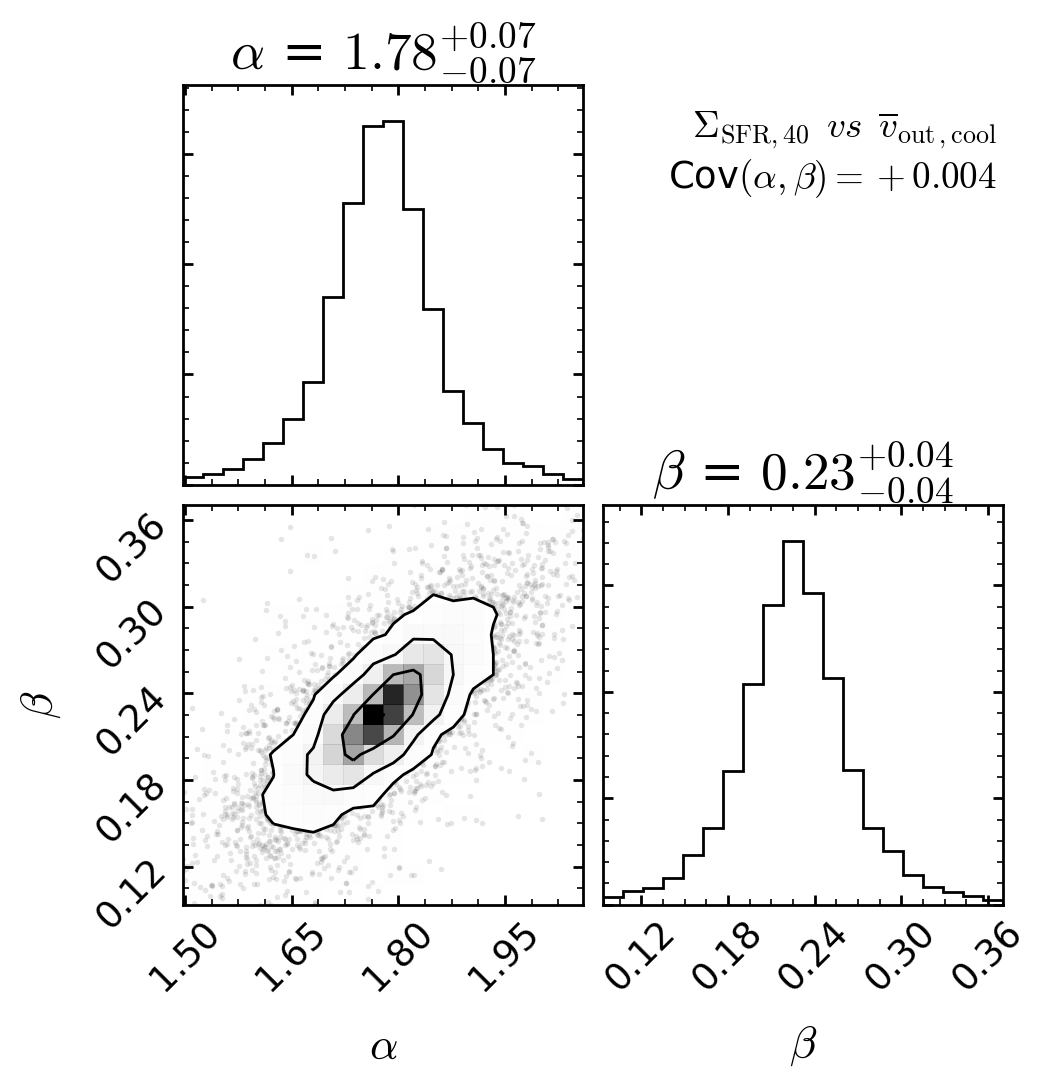 α = 1.78 +0.07 −0.07
Σ SFR, 40 vs v̅ out, cool
Cov(α, β) = + 0.004
β = 0.23 +0.04 −0.04
0.36
0.30
0.24
0.18
0.12
β
1.50 1.65 1.80 1.95
α
0.12 0.18 0.24 0.30 0.36
β